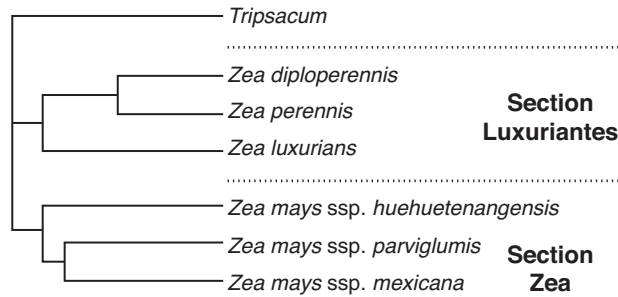 Tripsacum
Zea diploperennis
Zea perennis
Section
Luxuriantes
Zea luxurians
Zea mays ssp. huehuetenangensis
Zea mays ssp. parviglumis
Section
Zea
Zea mays ssp. mexicana